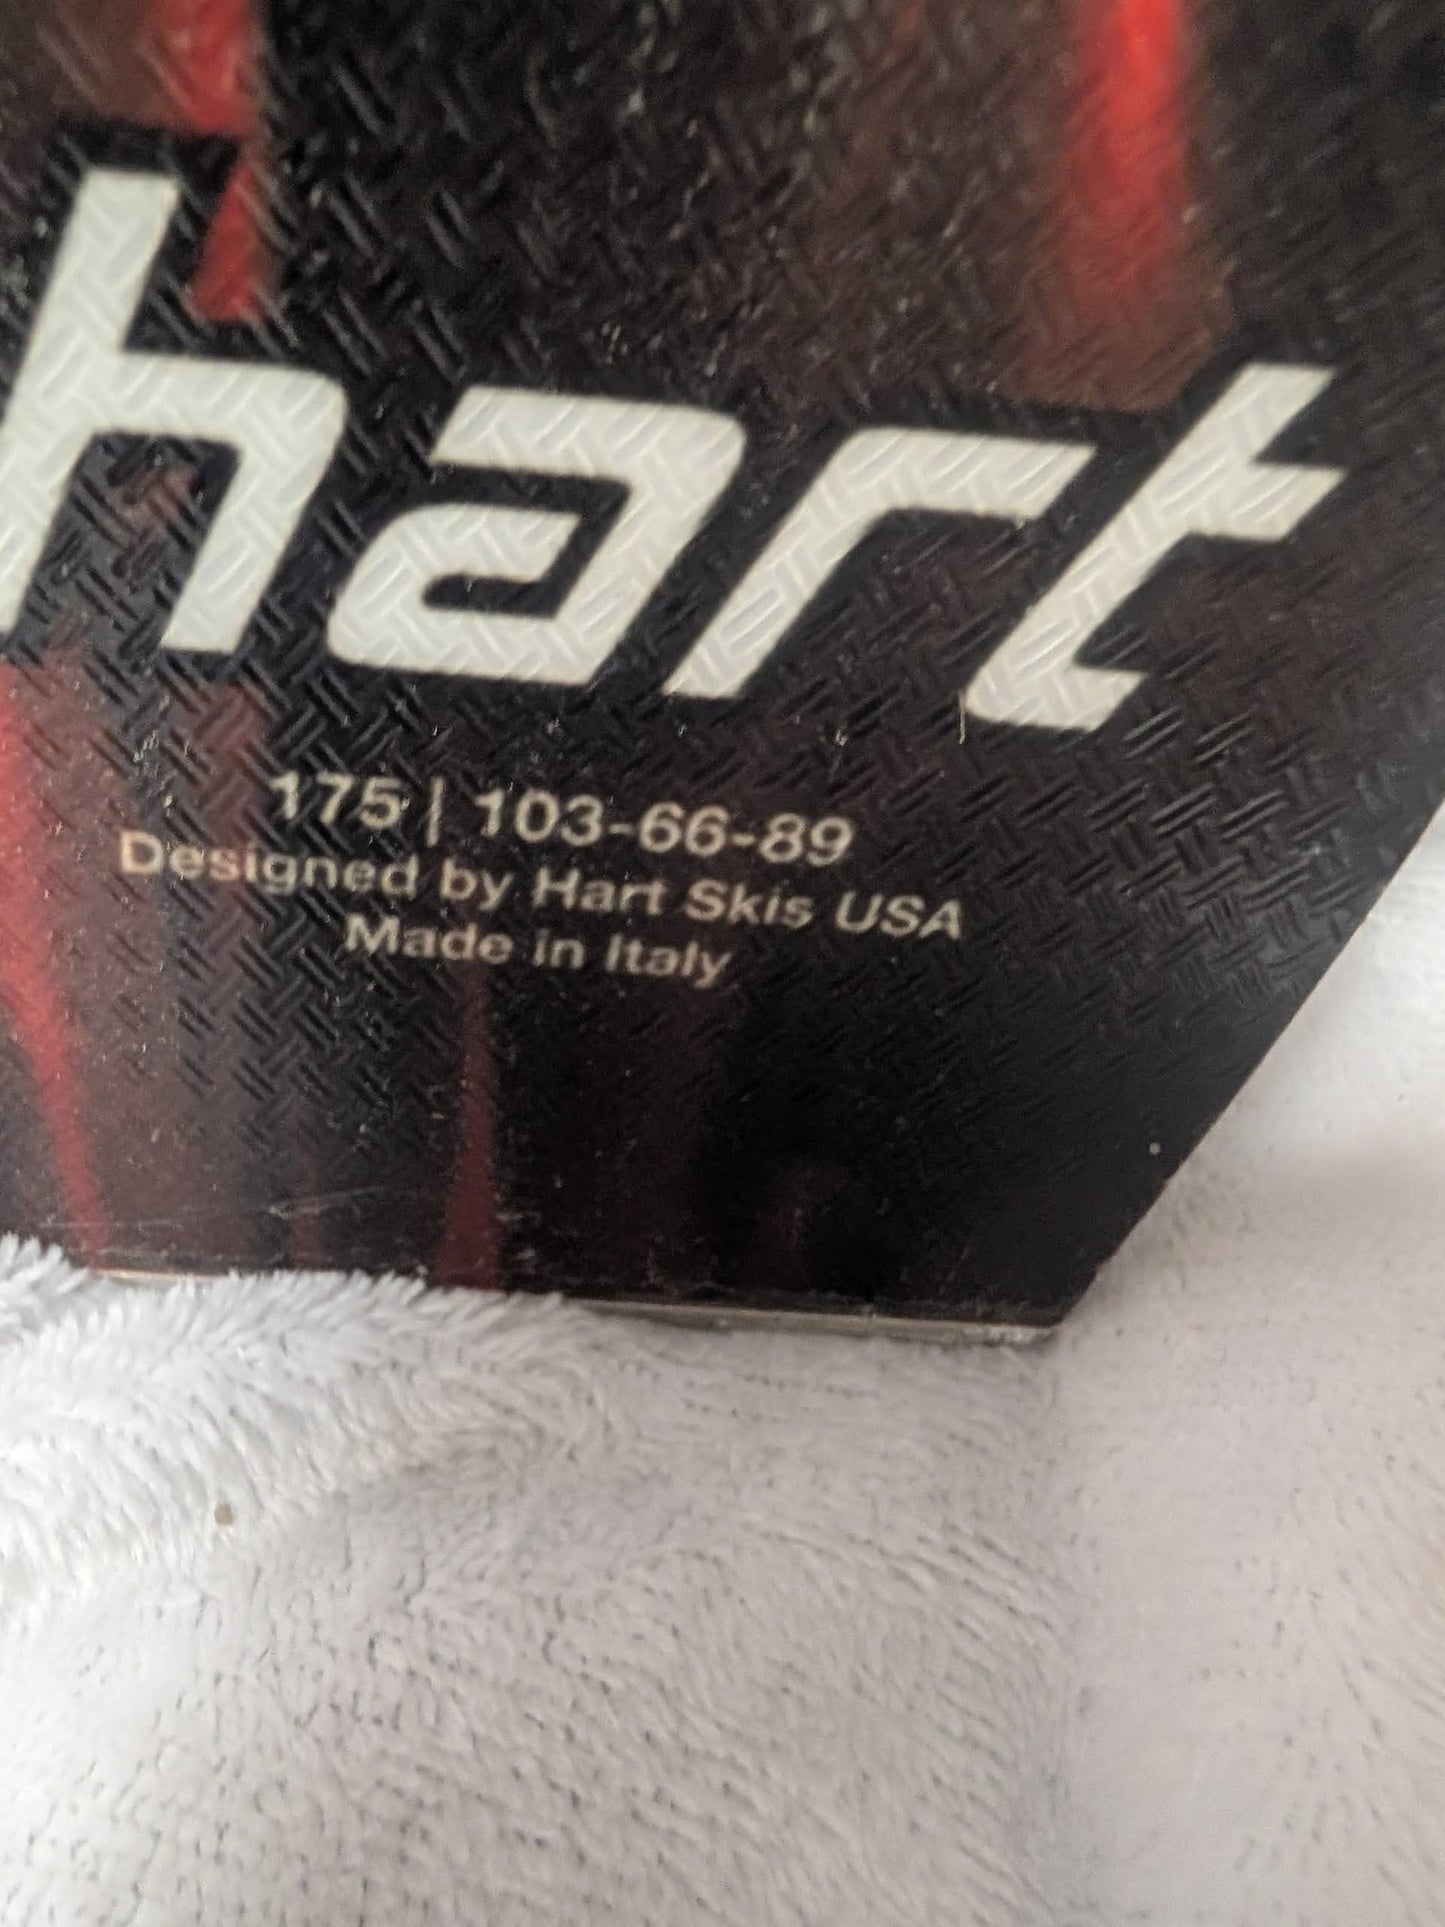 hart
175 | 103-66-89
Designed by Hart Skis USA
Made in Italy